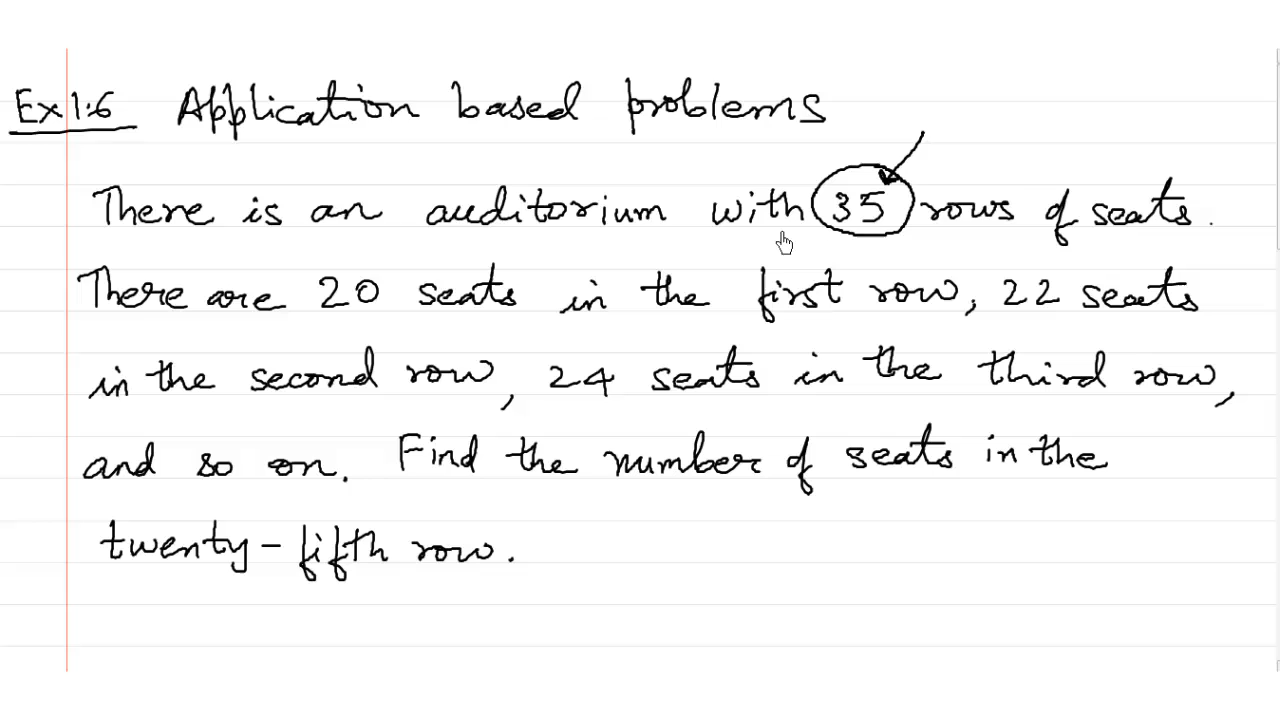 Ex 1.6 Application based problems
There is an auditorium with 35 rows of seats.
There are 20 seats in the first row, 22 seats
in the second row, 24 seats in the third row,
and so on. Find the number of seats in the
twenty-fifth row.